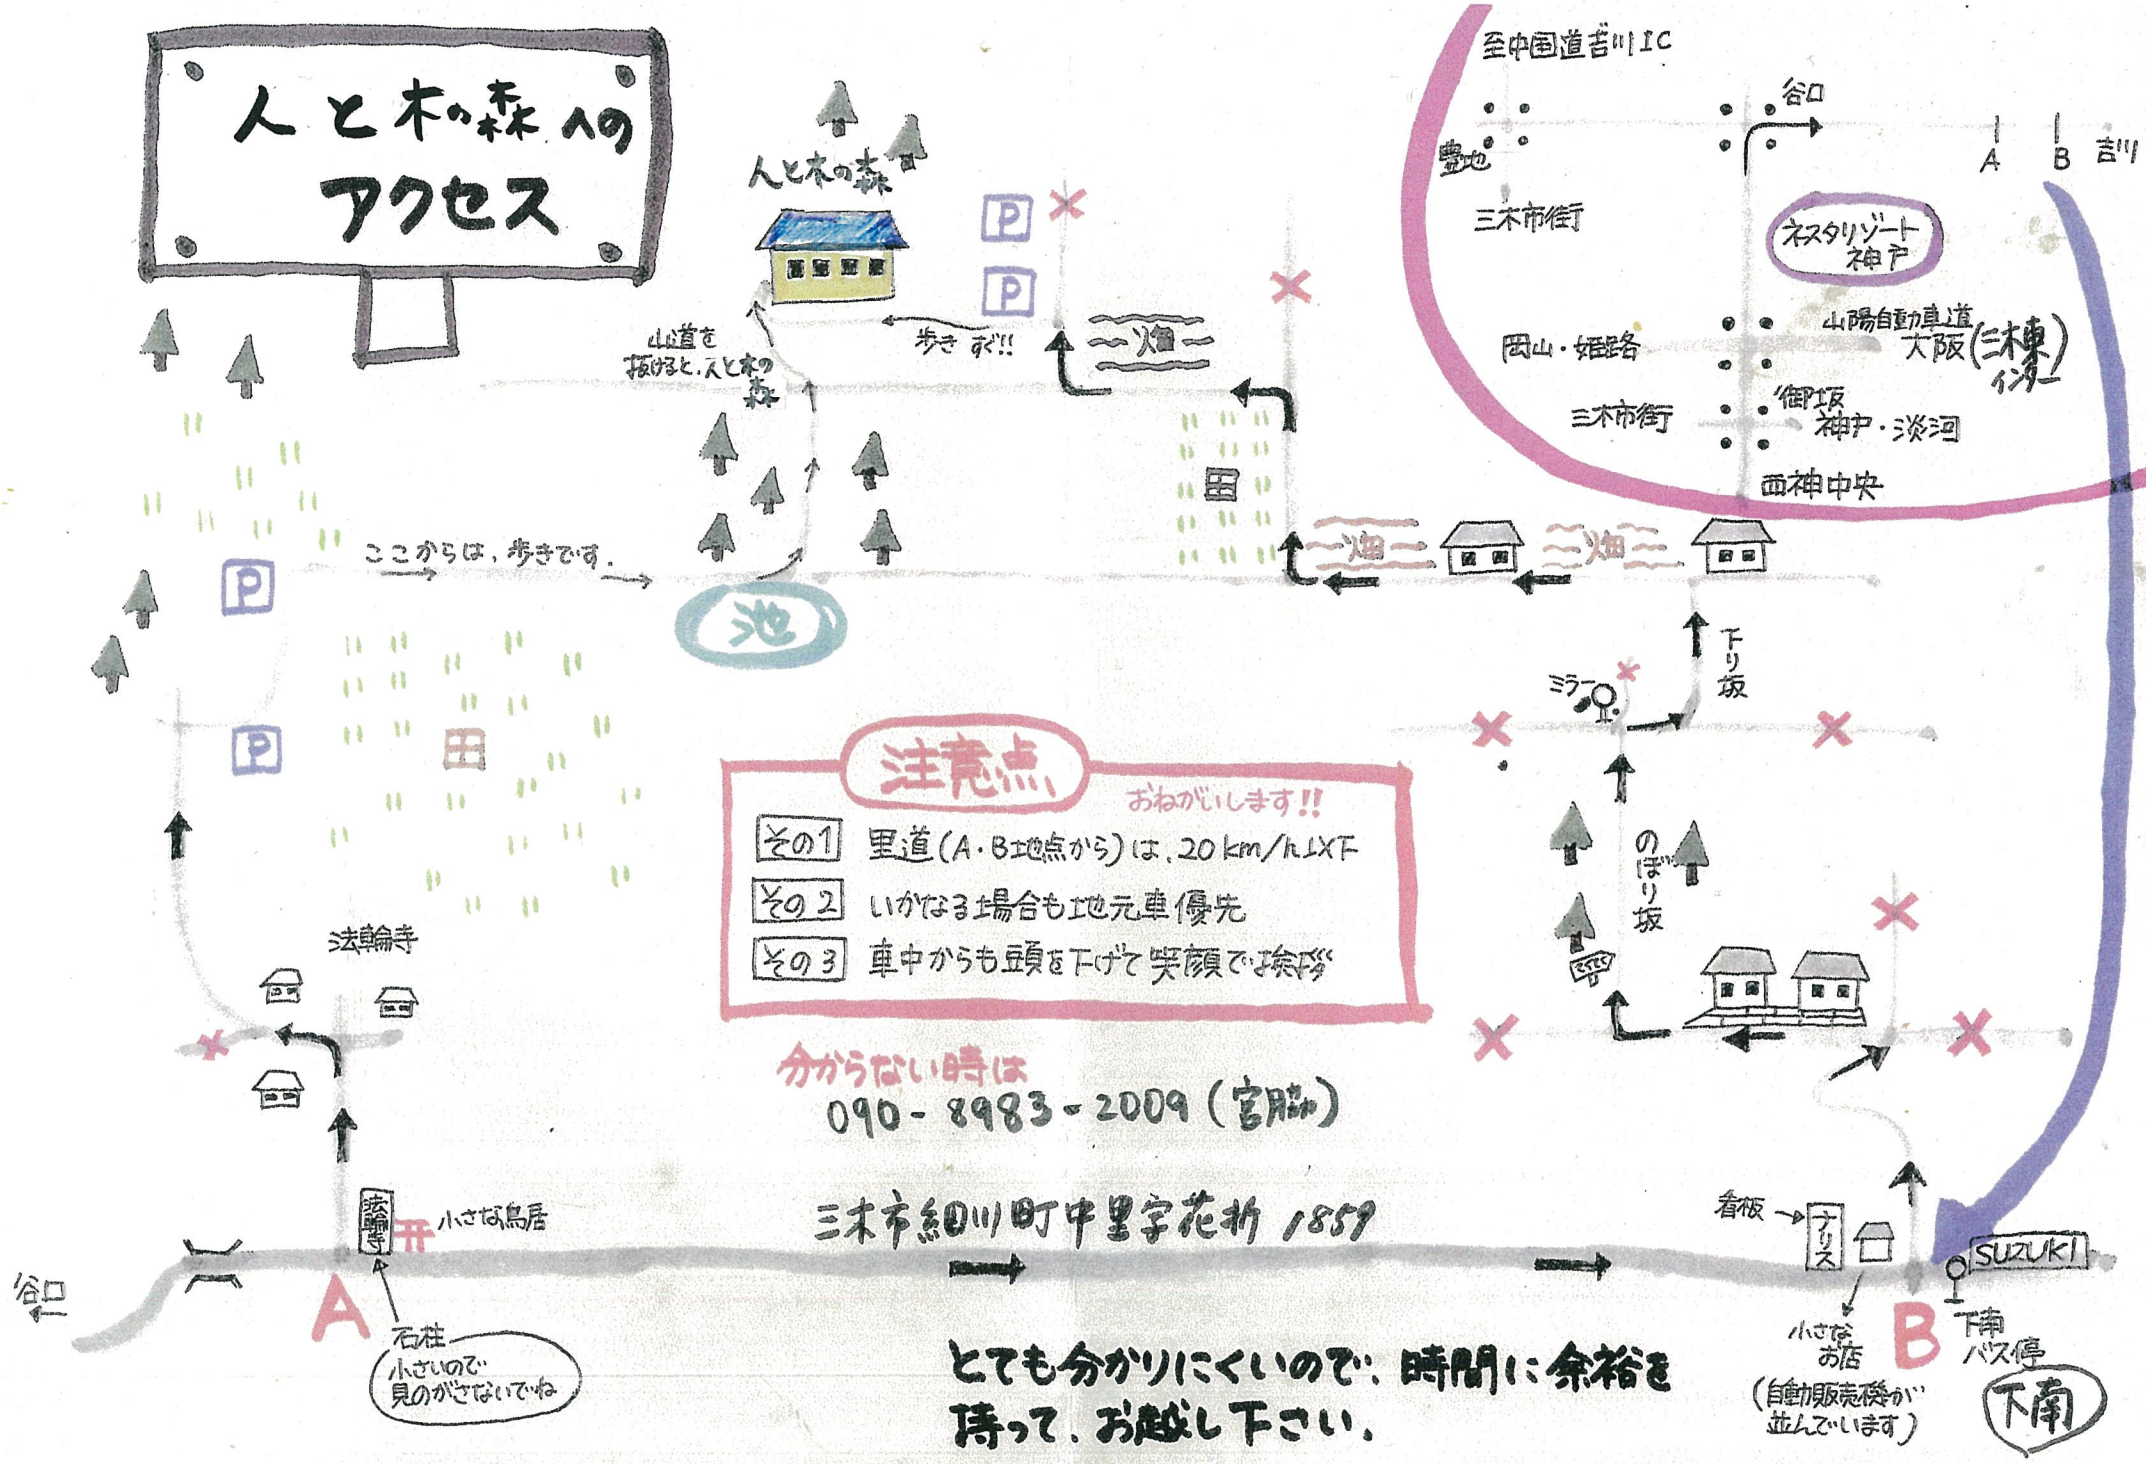 人と木の森への
アクセス
人と木の森
P
P
山道を
抜けると、人と木の
森
歩き すぐ!!
畑
田
畑
畑
至中国道吉川IC
谷口
豊地
A
B
吉川
三木市街
ネスタリゾート
神戸
山陽自動車道
岡山・姫路
大阪(三木東
インター)
三木市街
御坂
神戸・淡河
西神中央
P
ここからは、歩きです。
池
P
田
下り坂
ミラー
のぼり坂
注意点
おねがいします!!
その1 里道(A・B地点から)は、20km/h以下
その2 いかなる場合も地元車優先
その3 車中からも頭を下げて笑顔で挨拶
分からない時は
090-8983-2009(宮脇)
三木市細川町中里字花折 1859
法輪寺
法輪寺
小さな鳥居
谷口
A
石柱
小さいので
見のがさないでね
看板
ナリス
SUZUKI
小さな
お店
(自動販売機が
並んでいます)
B
下南
バス停
下南
とても分かりにくいので、時間に余裕を
持って、お越し下さい。